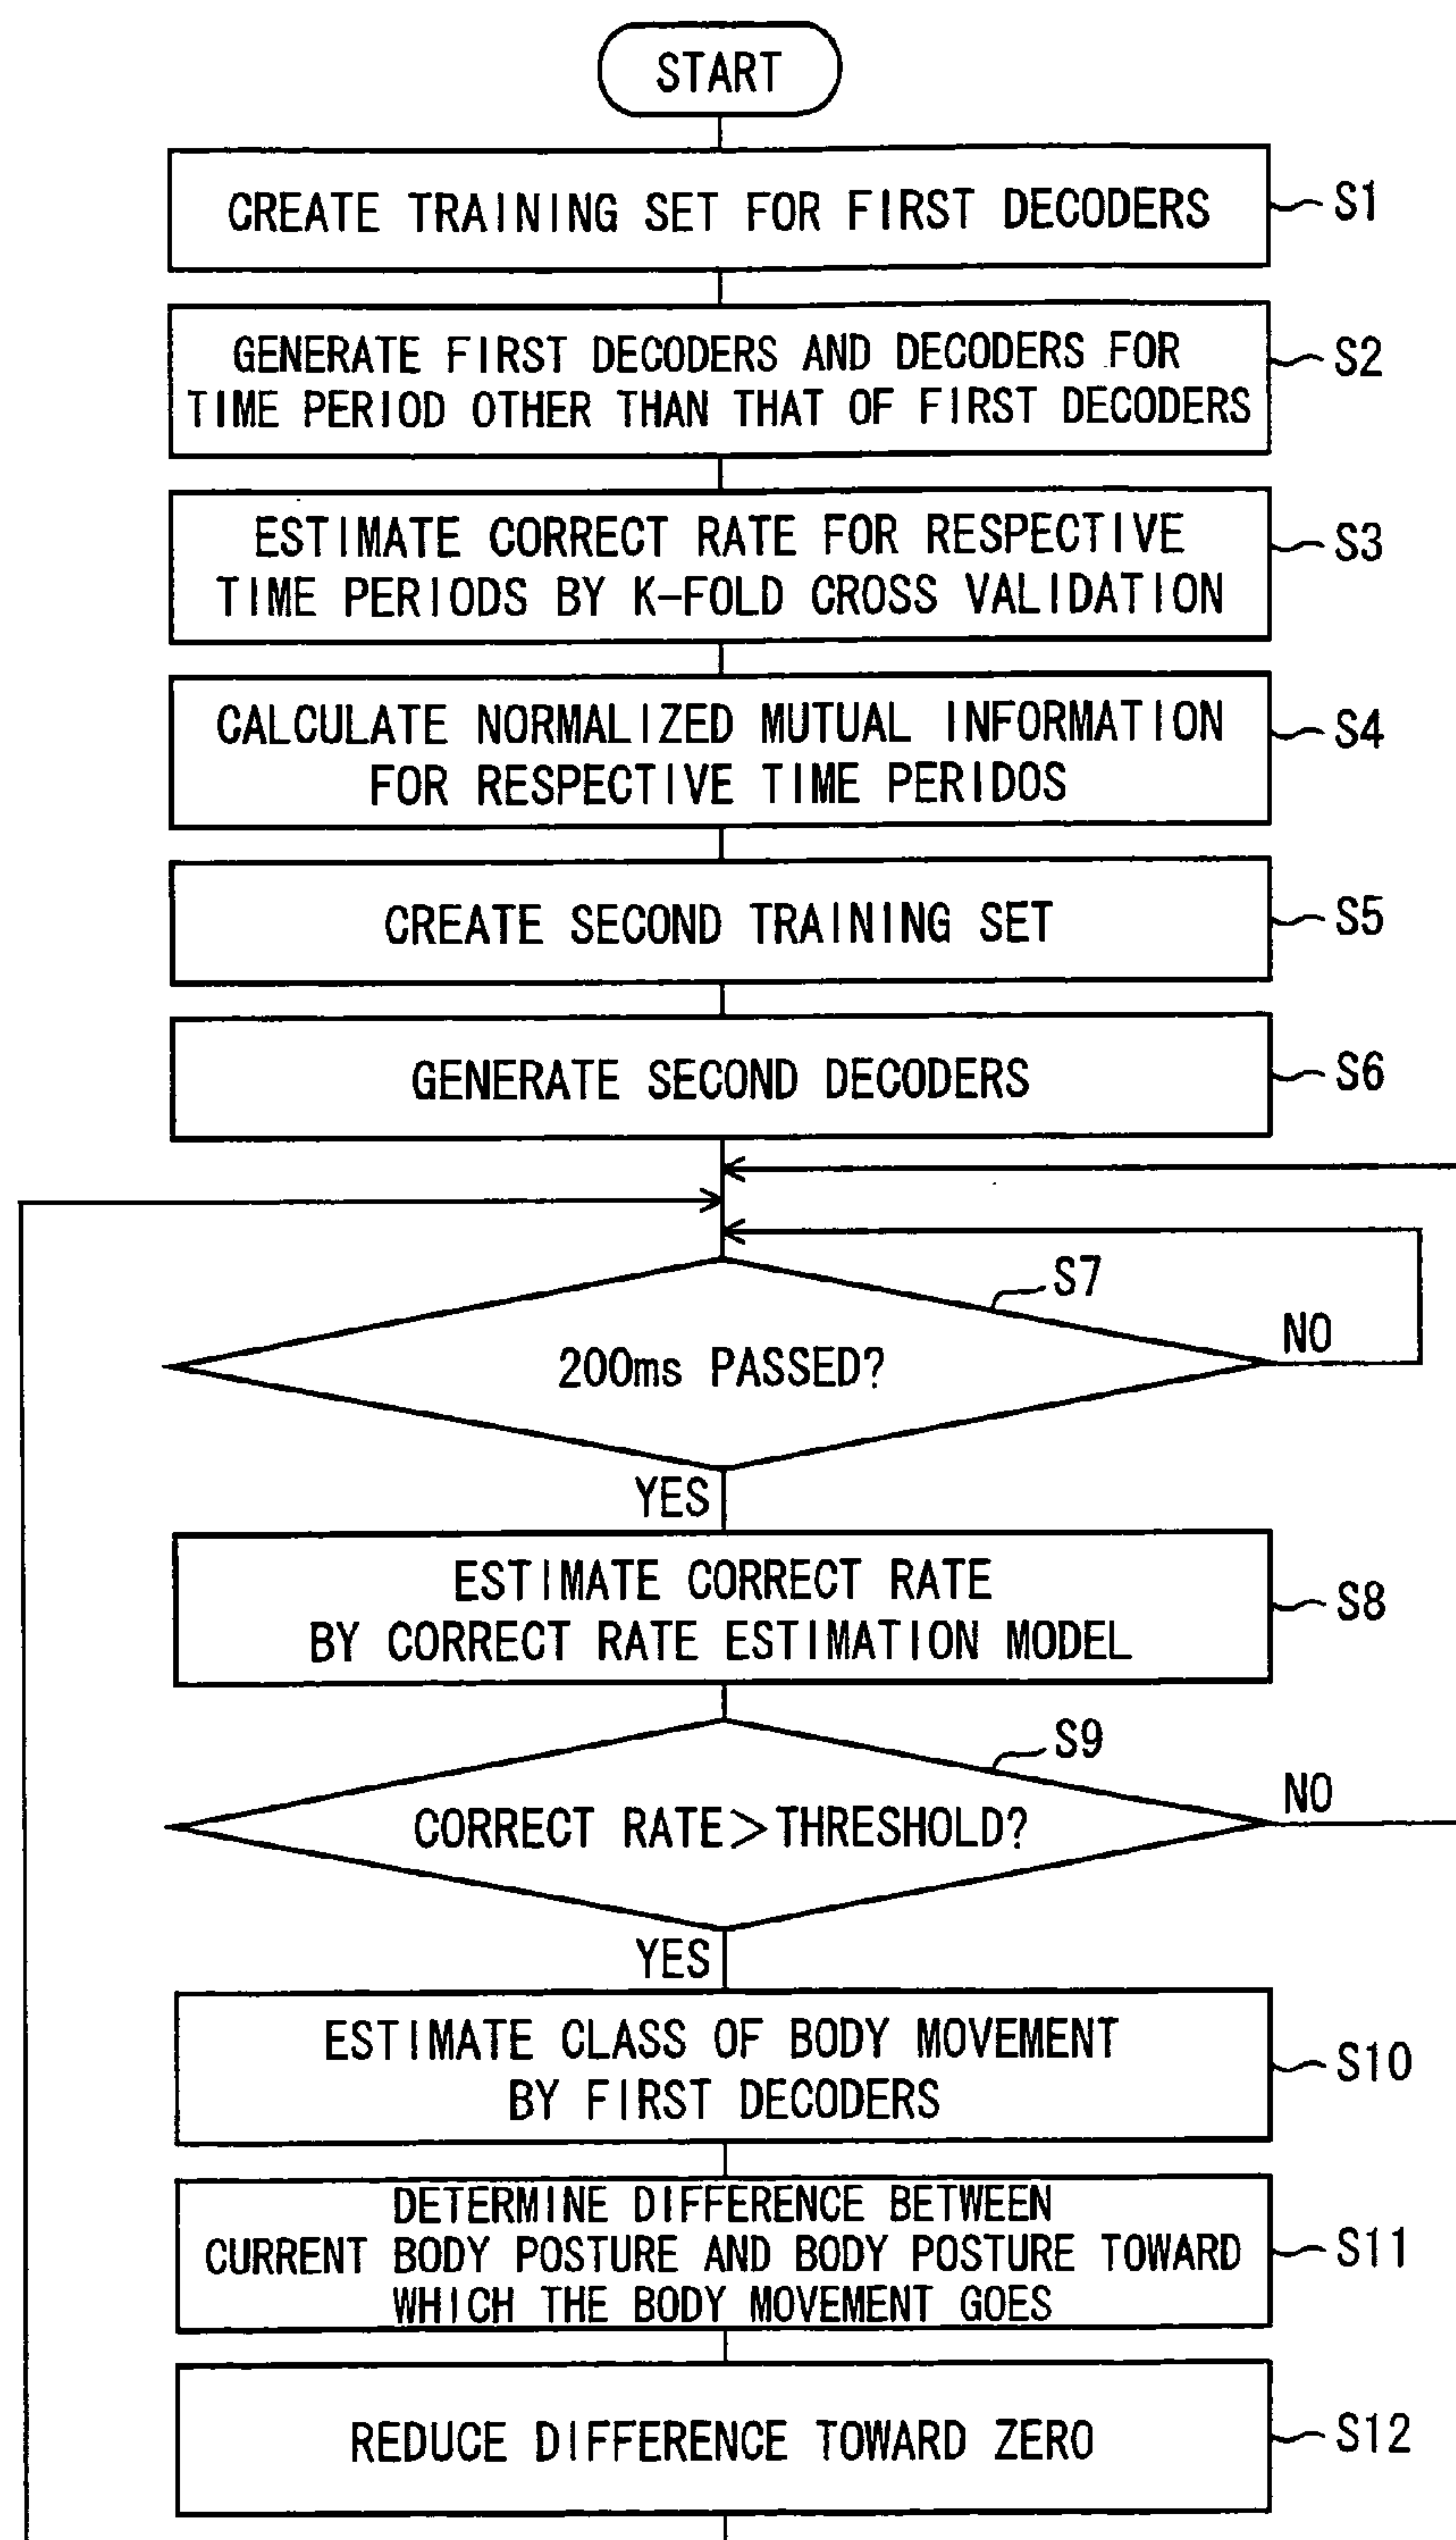 START
CREATE TRAINING SET FOR FIRST DECODERS
S1
GENERATE FIRST DECODERS AND DECODERS FOR
TIME PERIOD OTHER THAN THAT OF FIRST DECODERS
S2
ESTIMATE CORRECT RATE FOR RESPECTIVE
TIME PERIODS BY K-FOLD CROSS VALIDATION
S3
CALCULATE NORMALIZED MUTUAL INFORMATION
FOR RESPECTIVE TIME PERIDOS
S4
CREATE SECOND TRAINING SET
S5
GENERATE SECOND DECODERS
S6
S7
200ms PASSED?
NO
YES
ESTIMATE CORRECT RATE
BY CORRECT RATE ESTIMATION MODEL
S8
S9
CORRECT RATE>THRESHOLD?
NO
YES
ESTIMATE CLASS OF BODY MOVEMENT
BY FIRST DECODERS
S10
DETERMINE DIFFERENCE BETWEEN
CURRENT BODY POSTURE AND BODY POSTURE TOWARD
WHICH THE BODY MOVEMENT GOES
S11
REDUCE DIFFERENCE TOWARD ZERO
S12